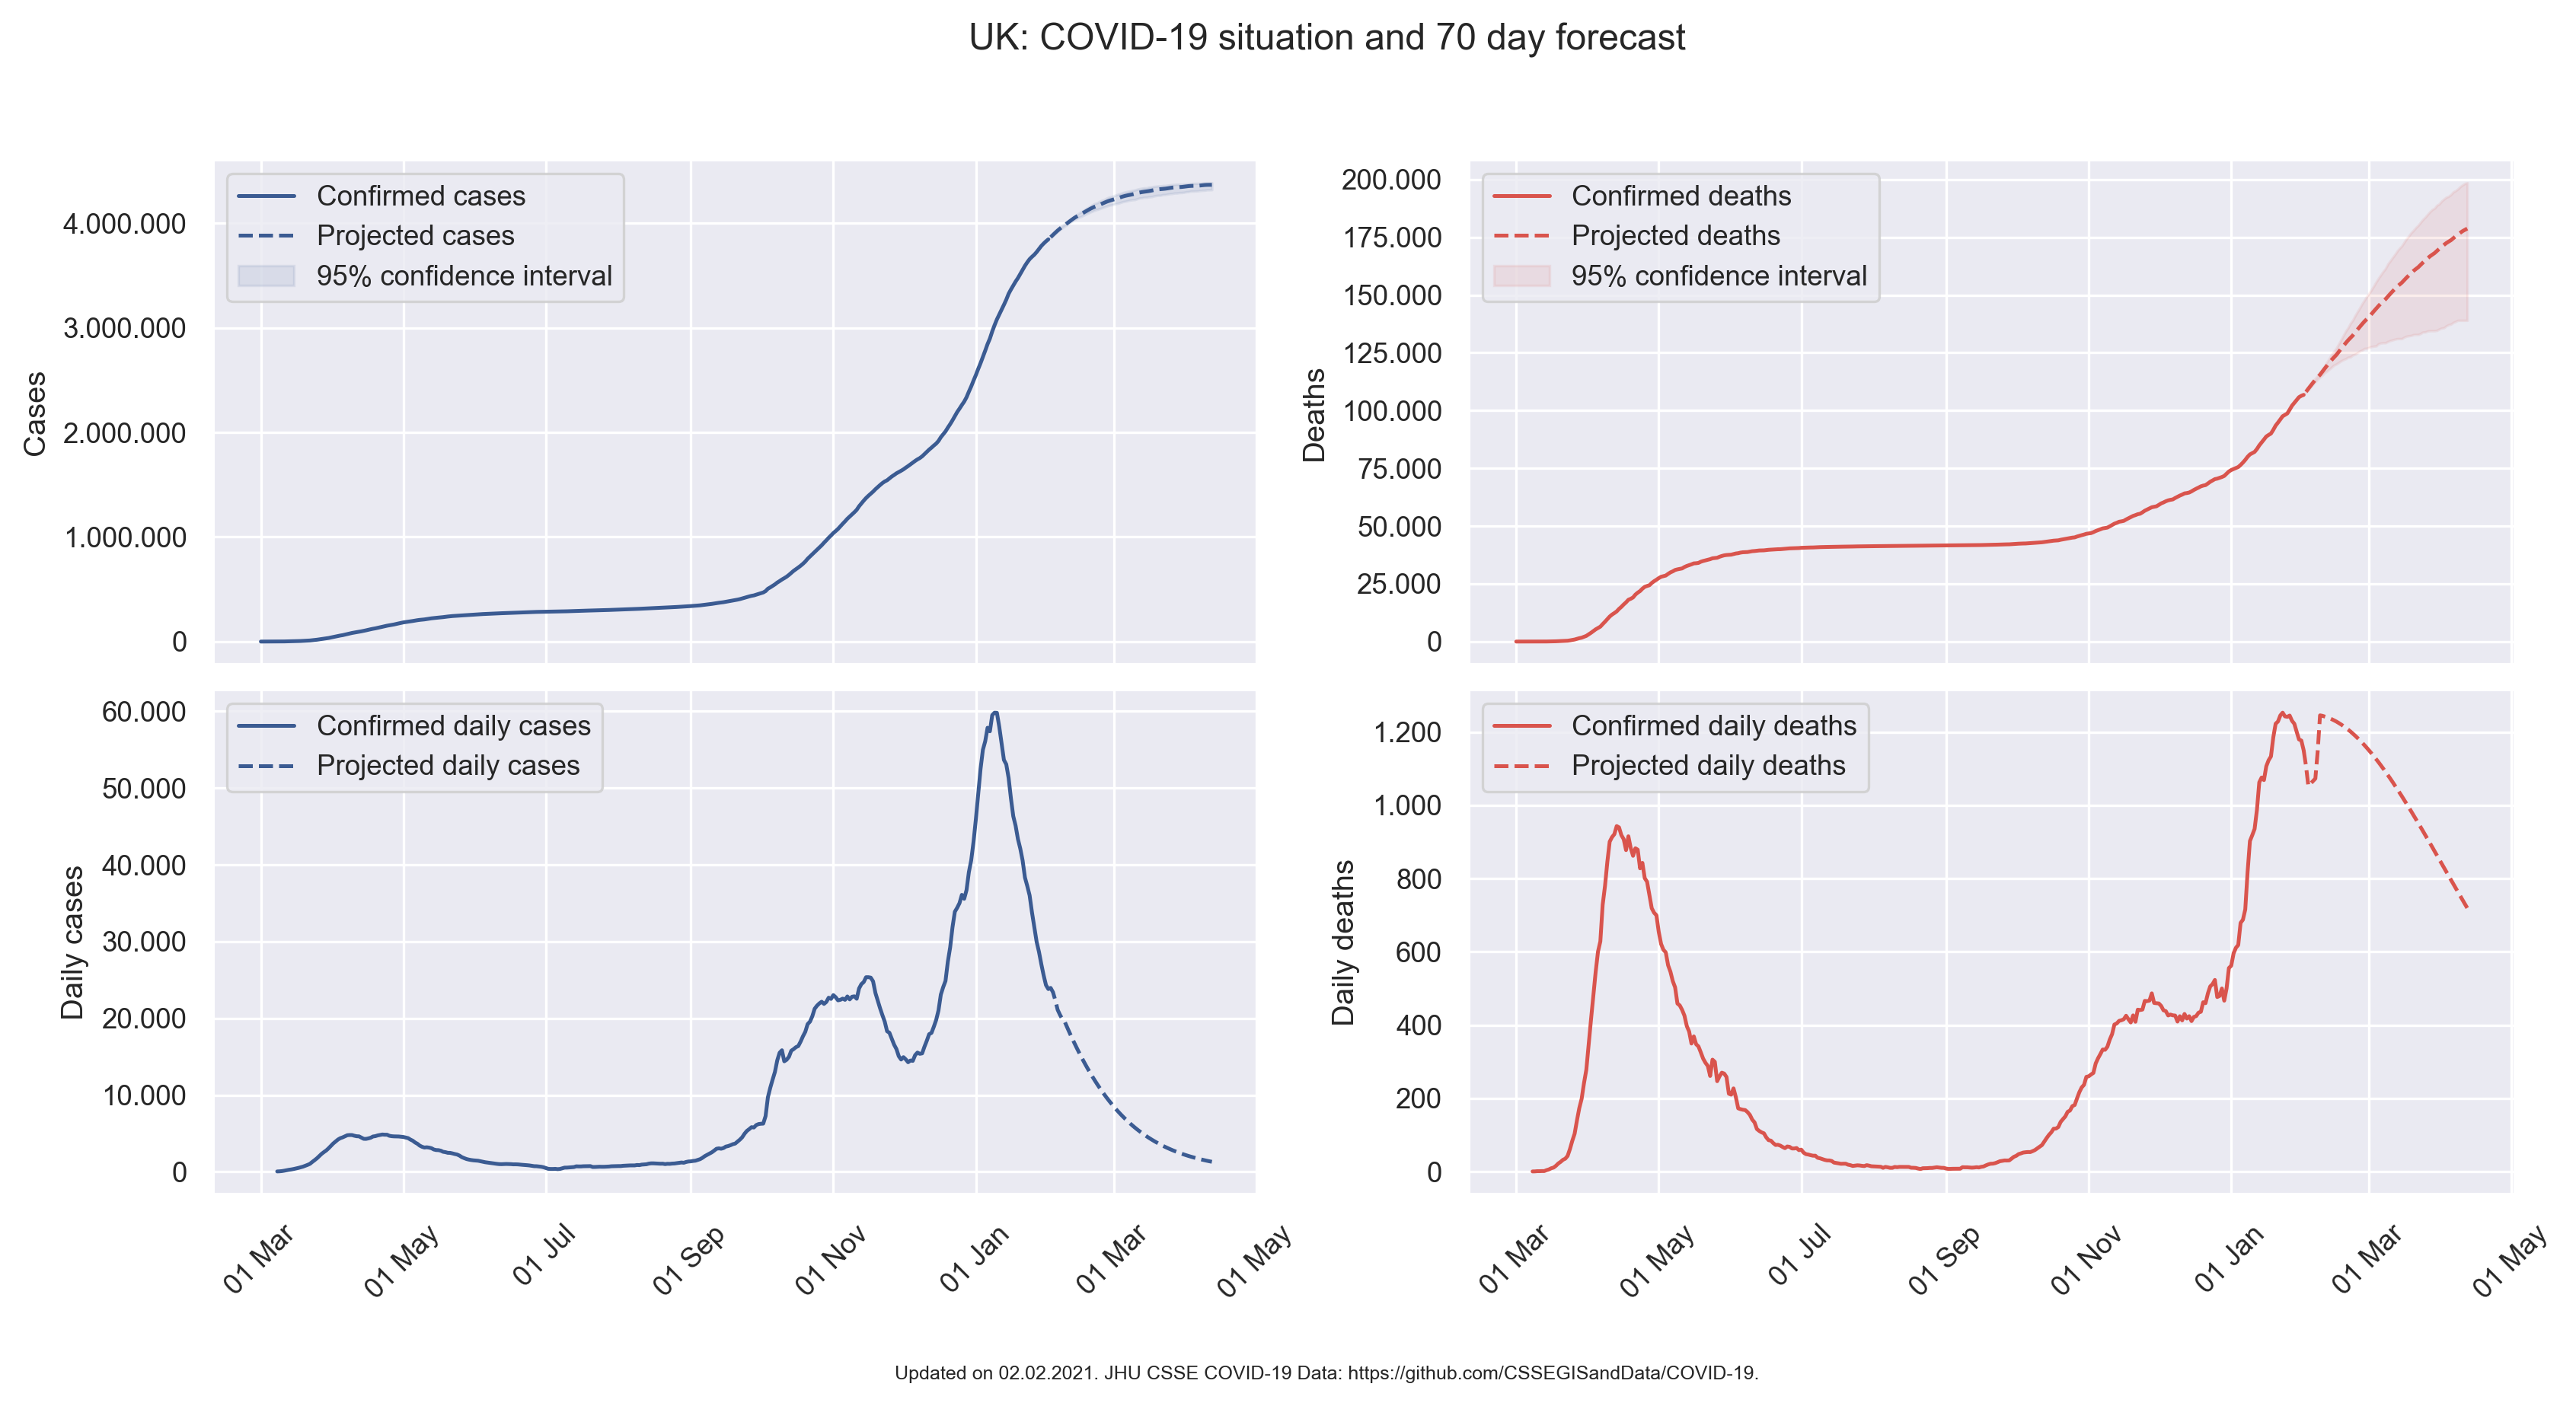 UK: COVID-19 situation and 70 day forecast
Confirmed cases
Projected cases
95% confidence interval
Cases
4.000.000
3.000.000
2.000.000
1.000.000
0
Confirmed deaths
Projected deaths
95% confidence interval
Deaths
200.000
175.000
150.000
125.000
100.000
75.000
50.000
25.000
0
Confirmed daily cases
Projected daily cases
Daily cases
60.000
50.000
40.000
30.000
20.000
10.000
0
01 Mar
01 May
01 Jul
01 Sep
01 Nov
01 Jan
01 Mar
01 May
Confirmed daily deaths
Projected daily deaths
Daily deaths
1.200
1.000
800
600
400
200
0
01 Mar
01 May
01 Jul
01 Sep
01 Nov
01 Jan
01 Mar
01 May
Updated on 02.02.2021. JHU CSSE COVID-19 Data: https://github.com/CSSEGISandData/COVID-19.